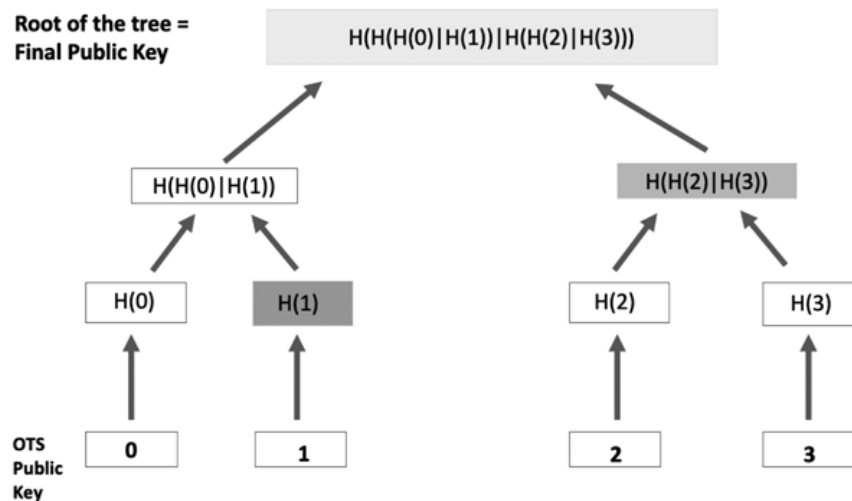 Root of the tree =
Final Public Key
H(H(H(0)|H(1))|H(H(2)|H(3)))
H(H(0)|H(1))
H(H(2)|H(3))
H(0)
H(1)
H(2)
H(3)
OTS
Public
Key
0
1
2
3